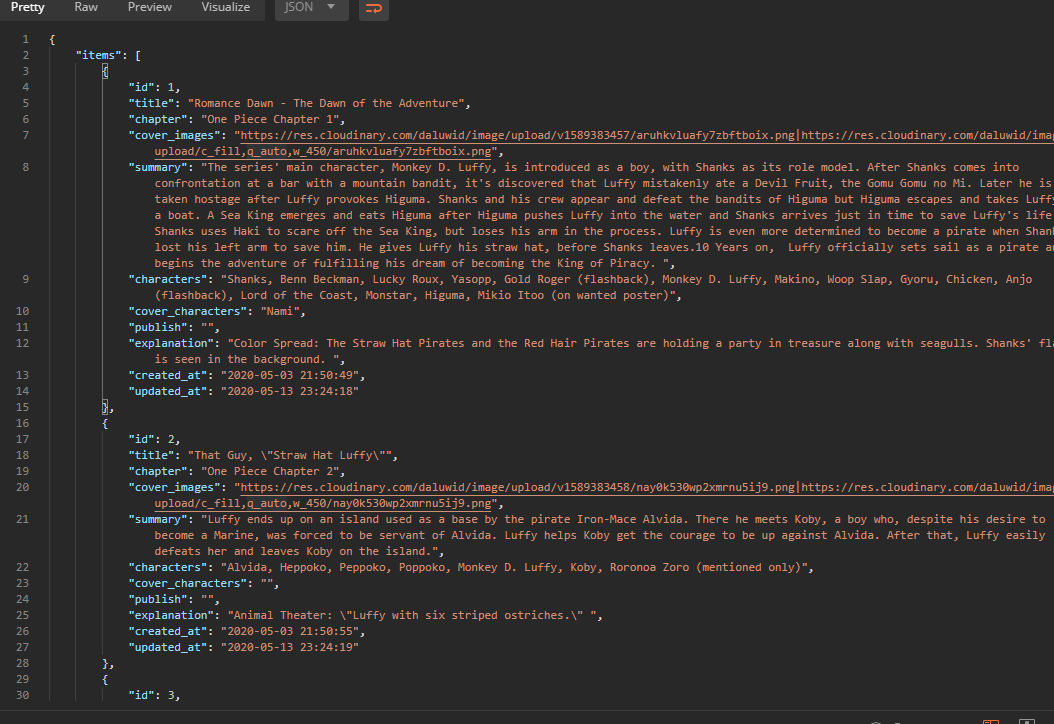 Pretty Raw Preview Visualize JSON
1 {
2 "items": [
3 {
4 "id": 1,
5 "title": "Romance Dawn - The Dawn of the Adventure",
6 "chapter": "One Piece Chapter 1",
7 "cover_images": "https://res.cloudinary.com/daluwid/image/upload/v1589383457/aruhkvluafy7zbftboix.png|https://res.cloudinary.com/daluwid/ima
upload/c_fill,q_auto,w_450/aruhkvluafy7zbftboix.png",
8 "summary": "The series' main character, Monkey D. Luffy, is introduced as a boy, with Shanks as its role model. After Shanks comes into
confrontation at a bar with a mountain bandit, it's discovered that Luffy mistakenly ate a Devil Fruit, the Gomu Gomu no Mi. Later he is
taken hostage after Luffy provokes Higuma. Shanks and his crew appear and defeat the bandits of Higuma but Higuma escapes and takes Luffy
a boat. A Sea King emerges and eats Higuma after Higuma pushes Luffy into the water and Shanks arrives just in time to save Luffy's life
Shanks uses Haki to scare off the Sea King, but loses his arm in the process. Luffy is even more determined to become a pirate when Shan
lost his left arm to save him. He gives Luffy his straw hat, before Shanks leaves.10 Years on,  Luffy officially sets sail as a pirate a
begins the adventure of fulfilling his dream of becoming the King of Piracy. ",
9 "characters": "Shanks, Benn Beckman, Lucky Roux, Yasopp, Gold Roger (flashback), Monkey D. Luffy, Makino, Woop Slap, Gyoru, Chicken, Anjo
(flashback), Lord of the Coast, Monstar, Higuma, Mikio Itoo (on wanted poster)",
10 "cover_characters": "Nami",
11 "publish": "",
12 "explanation": "Color Spread: The Straw Hat Pirates and the Red Hair Pirates are holding a party in treasure along with seagulls. Shanks' fl
is seen in the background. ",
13 "created_at": "2020-05-03 21:50:49",
14 "updated_at": "2020-05-13 23:24:18"
15 },
16 {
17 "id": 2,
18 "title": "That Guy, \"Straw Hat Luffy\"",
19 "chapter": "One Piece Chapter 2",
20 "cover_images": "https://res.cloudinary.com/daluwid/image/upload/v1589383458/nay0k530wp2xmrnu5ij9.png|https://res.cloudinary.com/daluwid/ima
upload/c_fill,q_auto,w_450/nay0k530wp2xmrnu5ij9.png",
21 "summary": "Luffy ends up on an island used as a base by the pirate Iron-Mace Alvida. There he meets Koby, a boy who, despite his desire to
become a Marine, was forced to be servant of Alvida. Luffy helps Koby get the courage to be up against Alvida. After that, Luffy easily
defeats her and leaves Koby on the island.",
22 "characters": "Alvida, Heppoko, Peppoko, Poppoko, Monkey D. Luffy, Koby, Roronoa Zoro (mentioned only)",
23 "cover_characters": "",
24 "publish": "",
25 "explanation": "Animal Theater: \"Luffy with six striped ostriches.\" ",
26 "created_at": "2020-05-03 21:50:55",
27 "updated_at": "2020-05-13 23:24:19"
28 },
29 {
30 "id": 3,